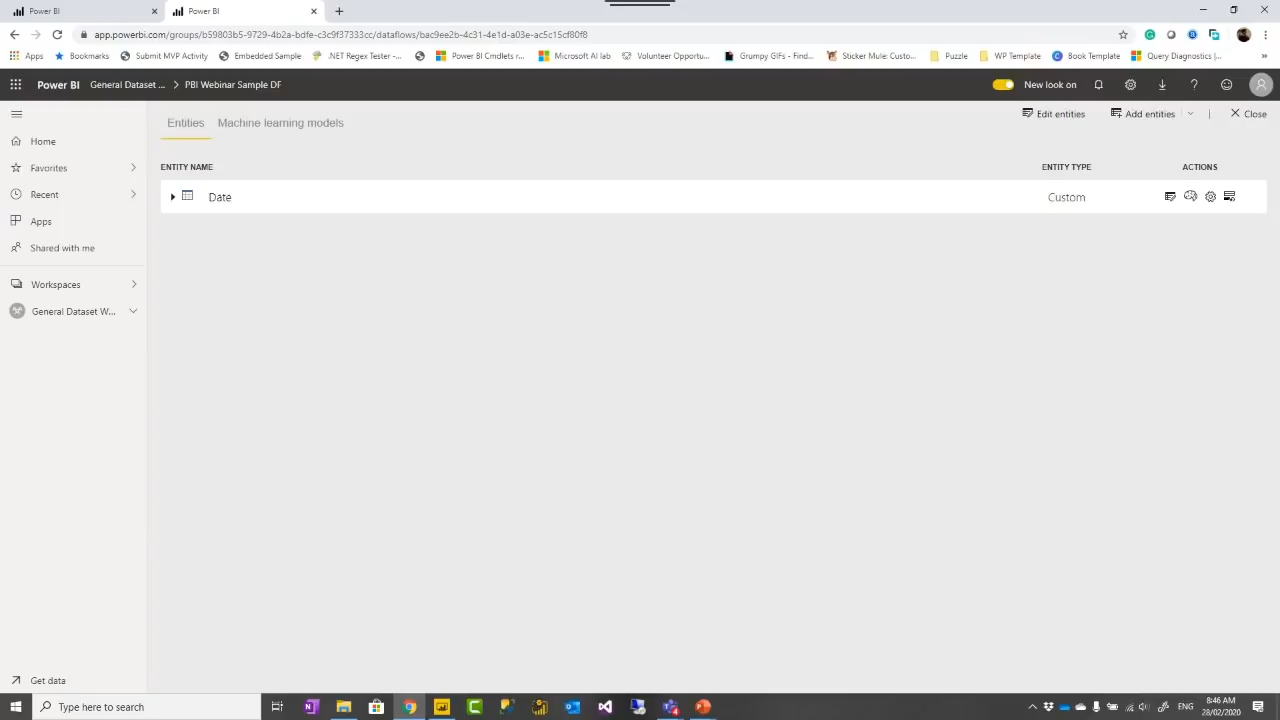 Power BI
Power BI
app.powerbi.com/groups/b59803b5-9729-4b2a-bdfe-c3c9f37333cc/dataflows/bac9ee2b-4c31-4e1d-a03e-ac5c15cf80f8
Apps Bookmarks Submit MVP Activity Embedded Sample .NET Regex Tester -... Power BI Cmdlets r... Microsoft AI lab Volunteer Opportu... Grumpy GIFs - Find... Sticker Mule: Custo... Puzzle WP Template Book Template Query Diagnostics |...
Power BI General Dataset ... PBI Webinar Sample DF New look on
Entities Machine learning models Edit entities Add entities Close
Home
Favorites
Recent
Apps
Shared with me
Workspaces
General Dataset W...
ENTITY NAME ENTITY TYPE ACTIONS
Date Custom
Get data
Type here to search
ENG
8:46 AM
28/02/2020